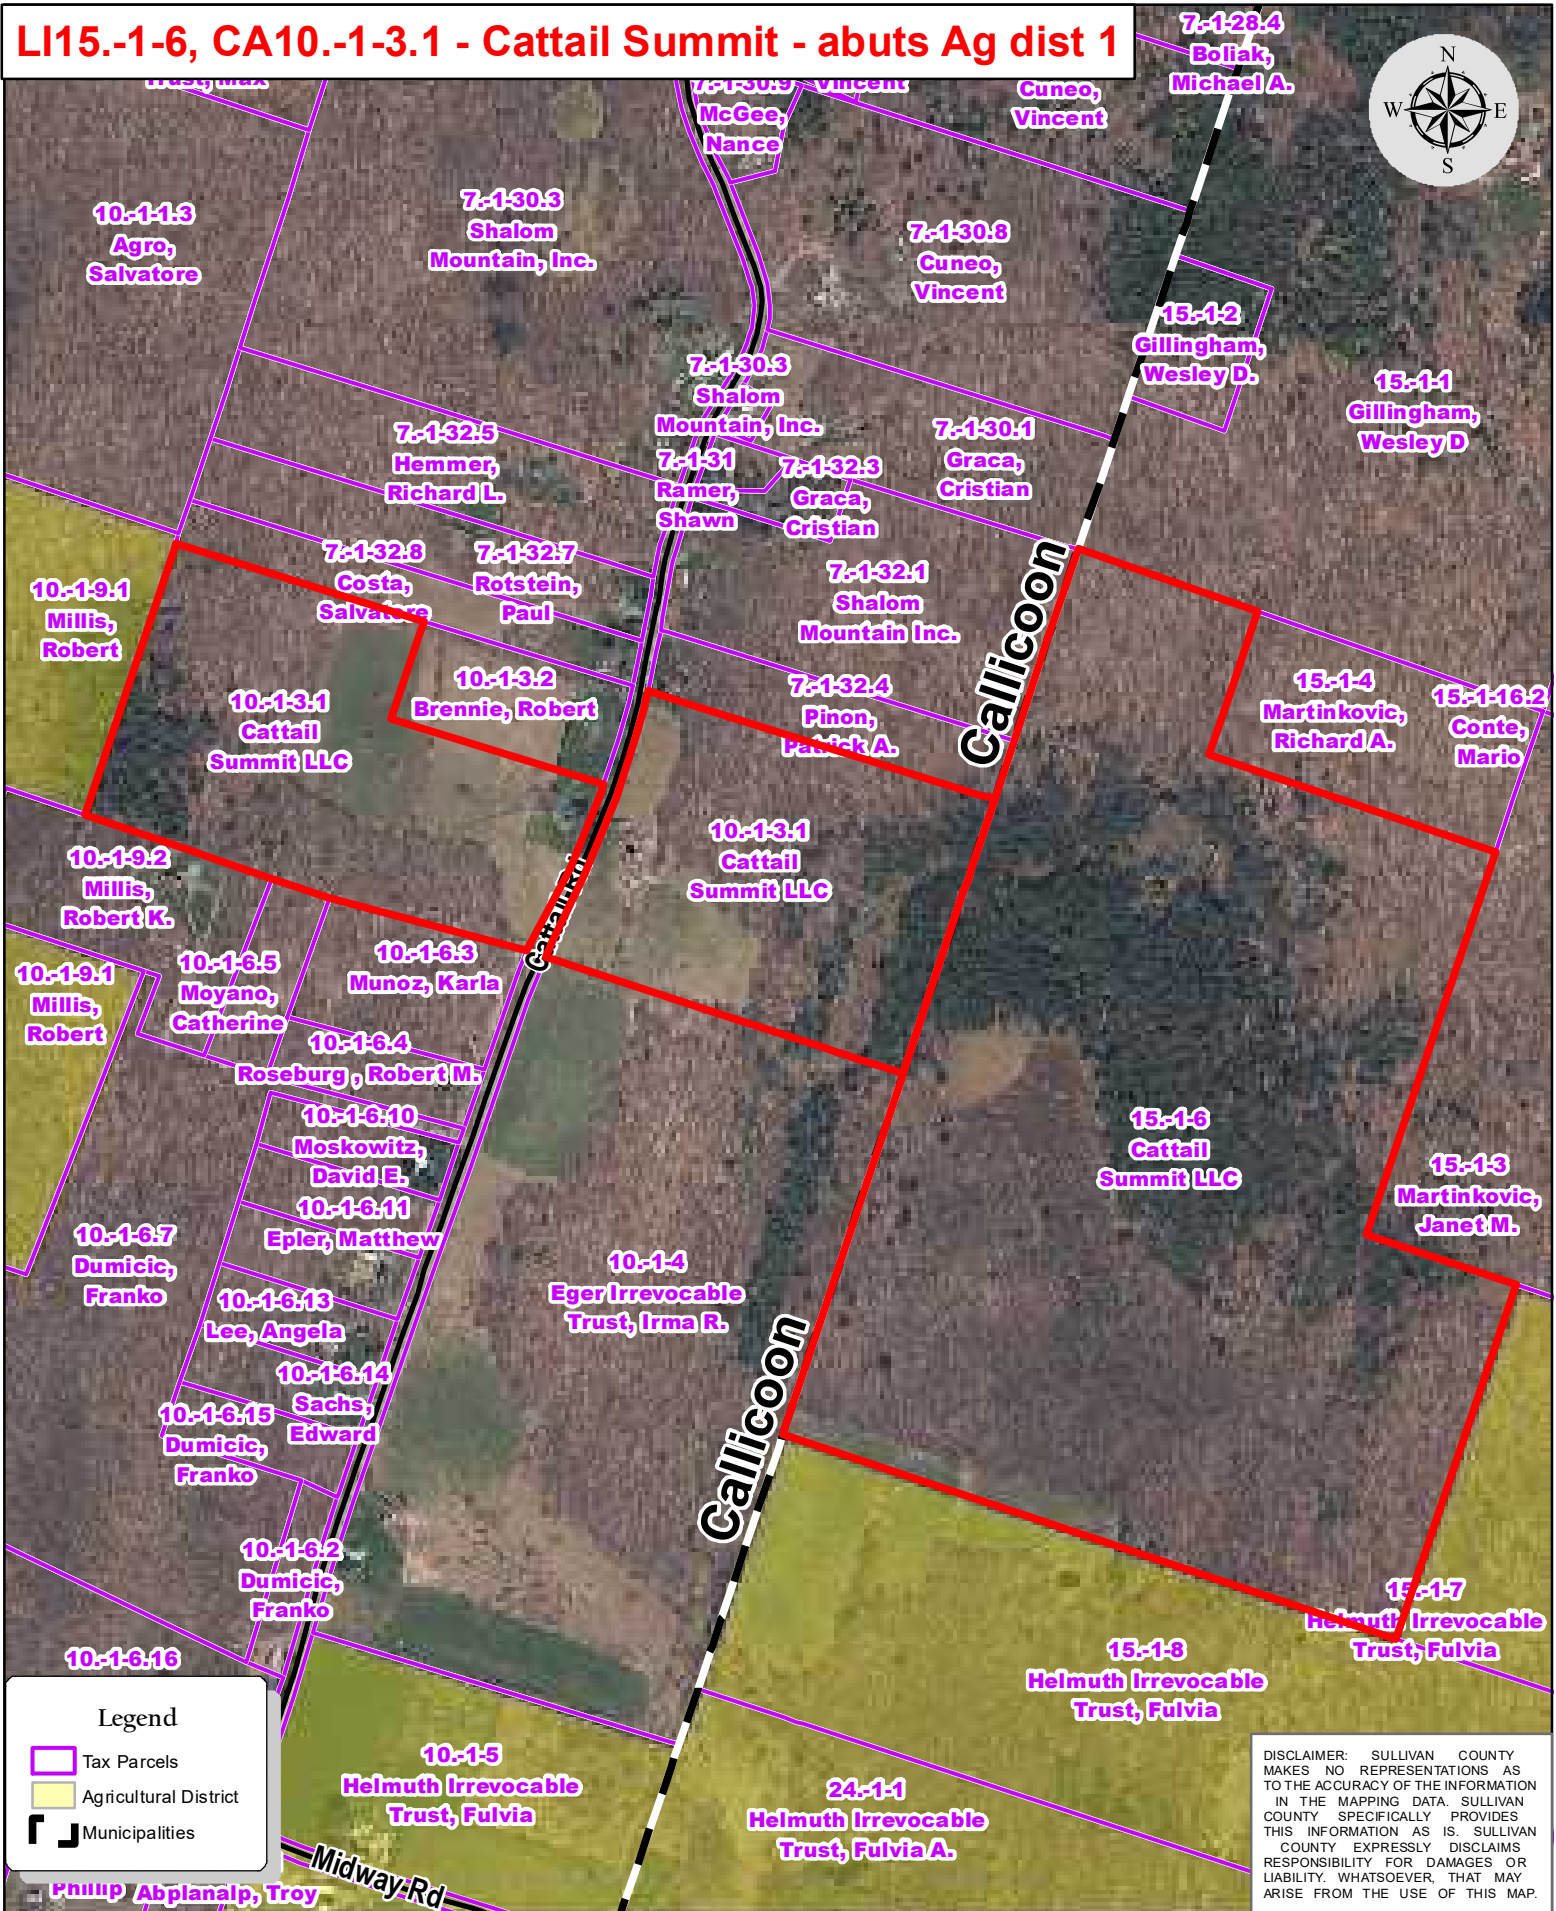 LI15.-1-6, CA10.-1-3.1 - Cattail Summit - abuts Ag dist 1
7.-1-28.4
Boliak,
Michael A.
N
W
E
S
Trust, Max
7.-1-30.9
McGee,
Nance
Vincent
Cuneo,
Vincent
10.-1-1.3
Agro,
Salvatore
7.-1-30.3
Shalom
Mountain, Inc.
7.-1-30.8
Cuneo,
Vincent
15.-1-2
Gillingham,
Wesley D.
15.-1-1
Gillingham,
Wesley D
7.-1-30.3
Shalom
Mountain, Inc.
7.-1-32.5
Hemmer,
Richard L.
7.-1-31
Ramer,
Shawn
7.-1-32.3
Graca,
Cristian
7.-1-30.1
Graca,
Cristian
7.-1-32.8
Costa,
Salvatore
7.-1-32.7
Rotstein,
Paul
7.-1-32.1
Shalom
Mountain Inc.
Callicoon
10.-1-9.1
Millis,
Robert
10.-1-3.1
Cattail
Summit LLC
10.-1-3.2
Brennie, Robert
7.-1-32.4
Pinon,
Patrick A.
15.-1-4
Martinkovic,
Richard A.
15.-1-16.2
Conte,
Mario
10.-1-3.1
Cattail
Summit LLC
Cattail Rd
10.-1-9.2
Millis,
Robert K.
10.-1-9.1
Millis,
Robert
10.-1-6.5
Moyano,
Catherine
10.-1-6.3
Munoz, Karla
10.-1-6.4
Roseburg , Robert M.
10.-1-6.10
Moskowitz,
David E.
15.-1-6
Cattail
Summit LLC
15.-1-3
Martinkovic,
Janet M.
10.-1-6.11
Epler, Matthew
10.-1-6.7
Dumicic,
Franko
10.-1-4
Eger Irrevocable
Trust, Irma R.
10.-1-6.13
Lee, Angela
10.-1-6.14
Sachs,
Edward
10.-1-6.15
Dumicic,
Franko
Callicoon
10.-1-6.2
Dumicic,
Franko
15.-1-7
Helmuth Irrevocable
Trust, Fulvia
15.-1-8
Helmuth Irrevocable
Trust, Fulvia
10.-1-6.16
10.-1-5
Helmuth Irrevocable
Trust, Fulvia
24.-1-1
Helmuth Irrevocable
Trust, Fulvia A.
Legend
Tax Parcels
Agricultural District
Municipalities
Midway Rd
Phillip
Abplanalp, Troy
DISCLAIMER: SULLIVAN COUNTY
MAKES NO REPRESENTATIONS AS
TO THE ACCURACY OF THE INFORMATION
IN THE MAPPING DATA. SULLIVAN
COUNTY SPECIFICALLY PROVIDES
THIS INFORMATION AS IS. SULLIVAN
COUNTY EXPRESSLY DISCLAIMS
RESPONSIBILITY FOR DAMAGES OR
LIABILITY. WHATSOEVER, THAT MAY
ARISE FROM THE USE OF THIS MAP.